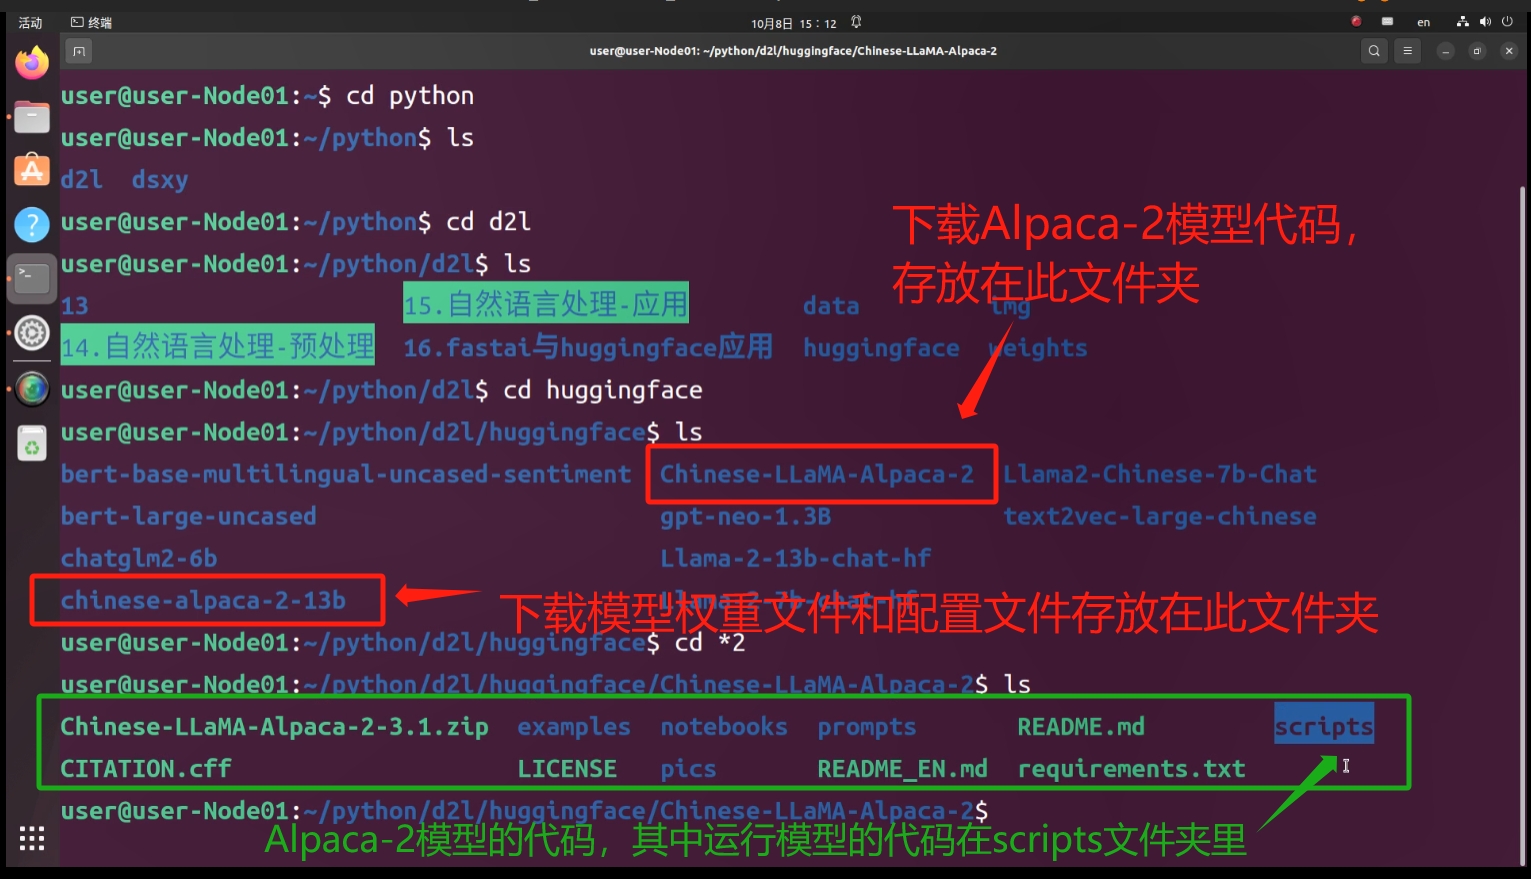 活动 终端 10月8日 15：12 en
user@user-Node01: ~/python/d2l/huggingface/Chinese-LLaMA-Alpaca-2
user@user-Node01:~$ cd python
user@user-Node01:~/python$ ls
d2l dsxy
user@user-Node01:~/python$ cd d2l
user@user-Node01:~/python/d2l$ ls
下载Alpaca-2模型代码，
存放在此文件夹
13 15.自然语言处理-应用 data img
14.自然语言处理-预处理 16.fastai与huggingface应用 huggingface weights
user@user-Node01:~/python/d2l$ cd huggingface
user@user-Node01:~/python/d2l/huggingface$ ls
bert-base-multilingual-uncased-sentiment Chinese-LLaMA-Alpaca-2 Llama2-Chinese-7b-Chat
bert-large-uncased gpt-neo-1.3B text2vec-large-chinese
chatglm2-6b Llama-2-13b-chat-hf
chinese-alpaca-2-13b Llama-2-7b-chat-hf
下载模型权重文件和配置文件存放在此文件夹
user@user-Node01:~/python/d2l/huggingface$ cd *2
user@user-Node01:~/python/d2l/huggingface/Chinese-LLaMA-Alpaca-2$ ls
Chinese-LLaMA-Alpaca-2-3.1.zip examples notebooks prompts README.md scripts
CITATION.cff LICENSE pics README_EN.md requirements.txt
user@user-Node01:~/python/d2l/huggingface/Chinese-LLaMA-Alpaca-2$
Alpaca-2模型的代码，其中运行模型的代码在scripts文件夹里